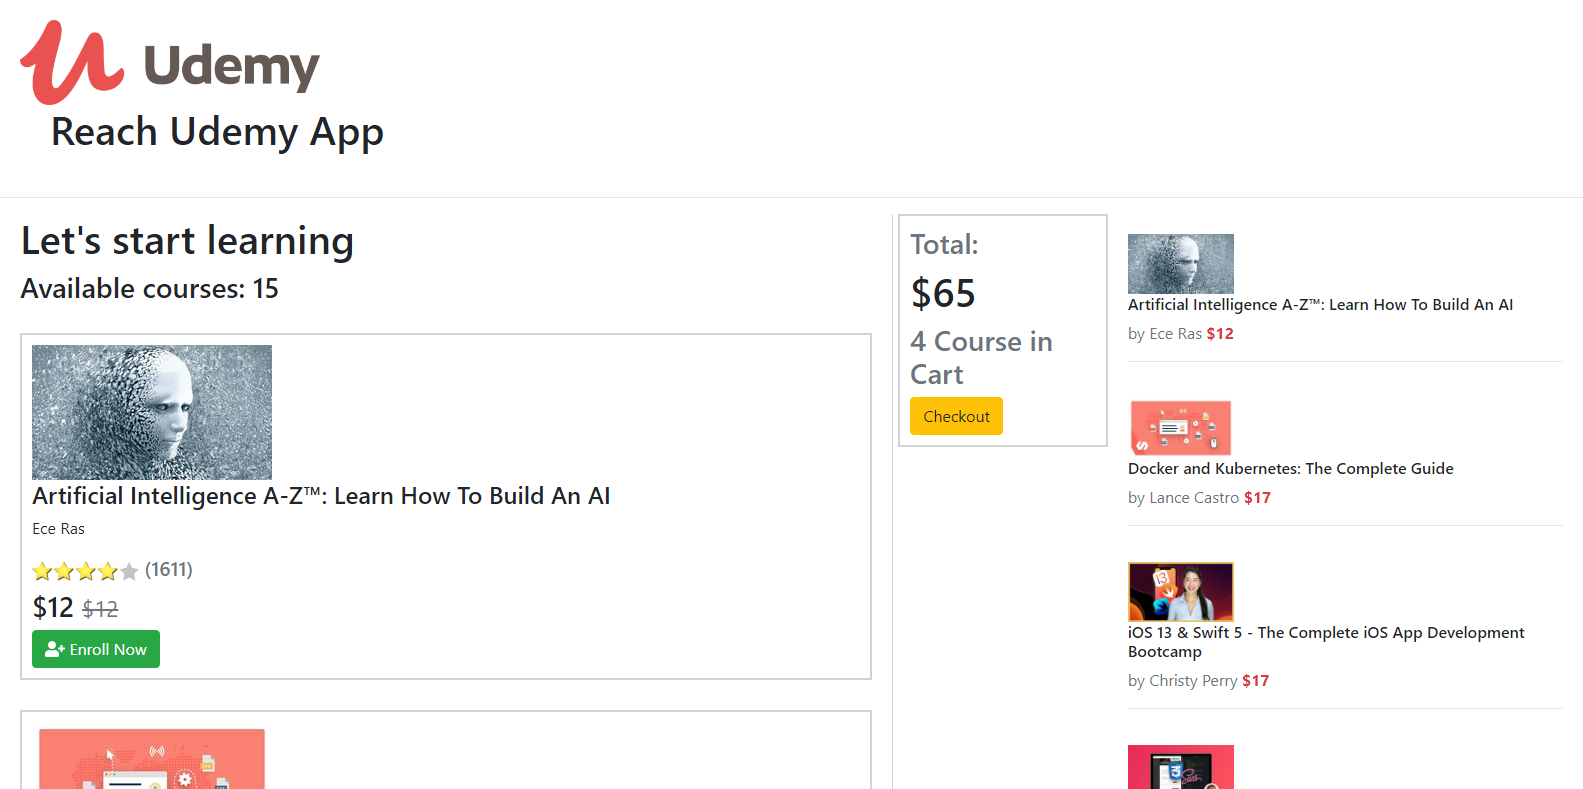 Udemy
Reach Udemy App
Let's start learning
Available courses: 15
Artificial Intelligence A-Z™: Learn How To Build An AI
Ece Ras
(1611)
$12 $12
Enroll Now
Total:
$65
4 Course in
Cart
Checkout
Artificial Intelligence A-Z™: Learn How To Build An AI
by Ece Ras $12
Docker and Kubernetes: The Complete Guide
by Lance Castro $17
13
iOS 13 & Swift 5 - The Complete iOS App Development
Bootcamp
by Christy Perry $17